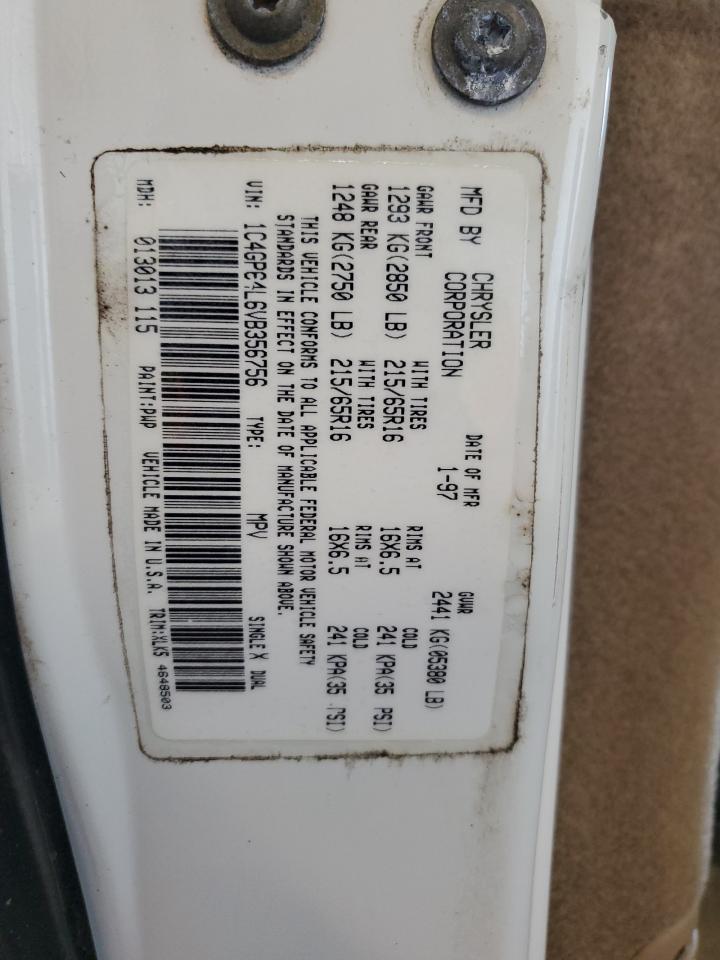 MFD BY CHRYSLER CORPORATION
DATE OF MFR 1-97
GVWR 2441 KG(05380 LB)
GAWR FRONT WITH TIRES RIMS AT COLD
1293 KG(2850 LB) 215/65R16 16X6.5 241 KPA(35 PSI)
GAWR REAR WITH TIRES RIMS AT COLD
1248 KG(2750 LB) 215/65R16 16X6.5 241 KPA(35 PSI)
THIS VEHICLE CONFORMS TO ALL APPLICABLE FEDERAL MOTOR VEHICLE SAFETY
STANDARDS IN EFFECT ON THE DATE OF MANUFACTURE SHOWN ABOVE.
VIN: 1C4GP64L6VB356756 TYPE: MPV SINGLE X DUAL
MDH: 013013 115 PAINT:PWP VEHICLE MADE IN U.S.A. TRIM:XLK5 4648503